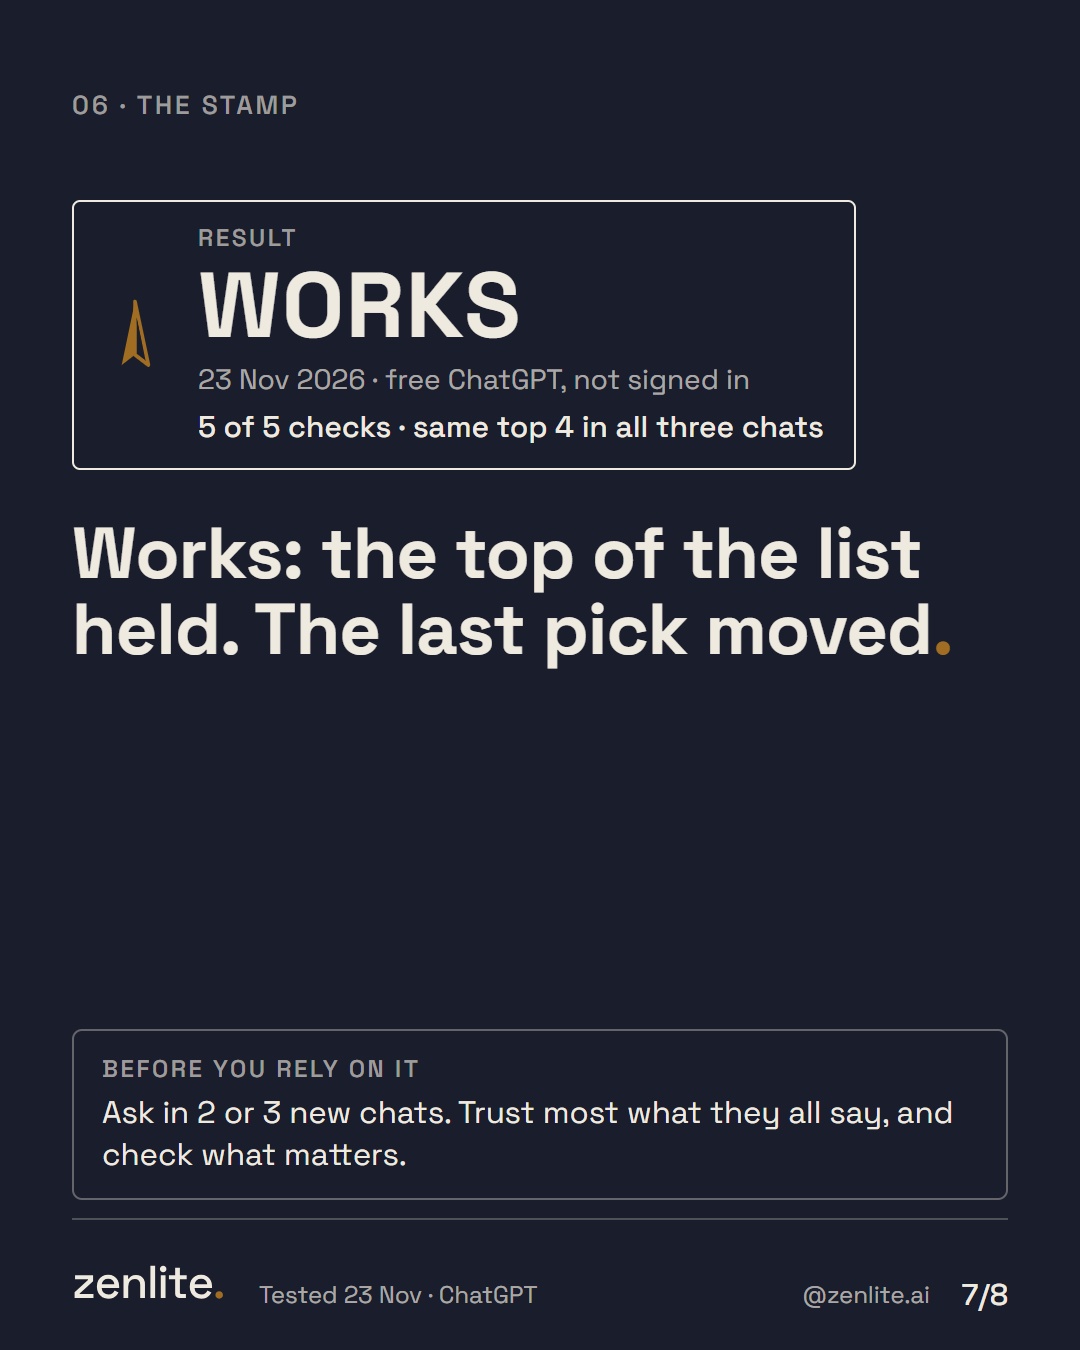 06 · THE STAMP
RESULT
WORKS
23 Nov 2026 · free ChatGPT, not signed in
5 of 5 checks · same top 4 in all three chats
Works: the top of the list
held. The last pick moved.
BEFORE YOU RELY ON IT
Ask in 2 or 3 new chats. Trust most what they all say, and
check what matters.
zenlite. Tested 23 Nov · ChatGPT @zenlite.ai 7/8